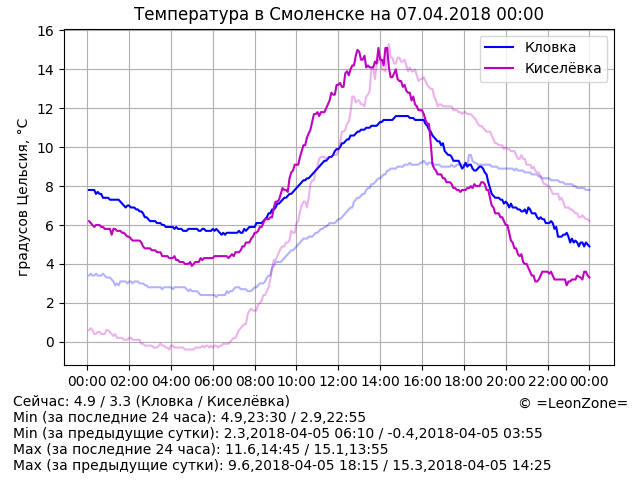 Температура в Смоленске на 07.04.2018 00:00
градусов Цельсия, °C
16
14
12
10
8
6
4
2
0
Кловка
Киселёвка
00:00 02:00 04:00 06:00 08:00 10:00 12:00 14:00 16:00 18:00 20:00 22:00 00:00
Сейчас: 4.9 / 3.3 (Кловка / Киселёвка)
© =LeonZone=
Min (за последние 24 часа): 4.9,23:30 / 2.9,22:55
Min (за предыдущие сутки): 2.3,2018-04-05 06:10 / -0.4,2018-04-05 03:55
Max (за последние 24 часа): 11.6,14:45 / 15.1,13:55
Max (за предыдущие сутки): 9.6,2018-04-05 18:15 / 15.3,2018-04-05 14:25